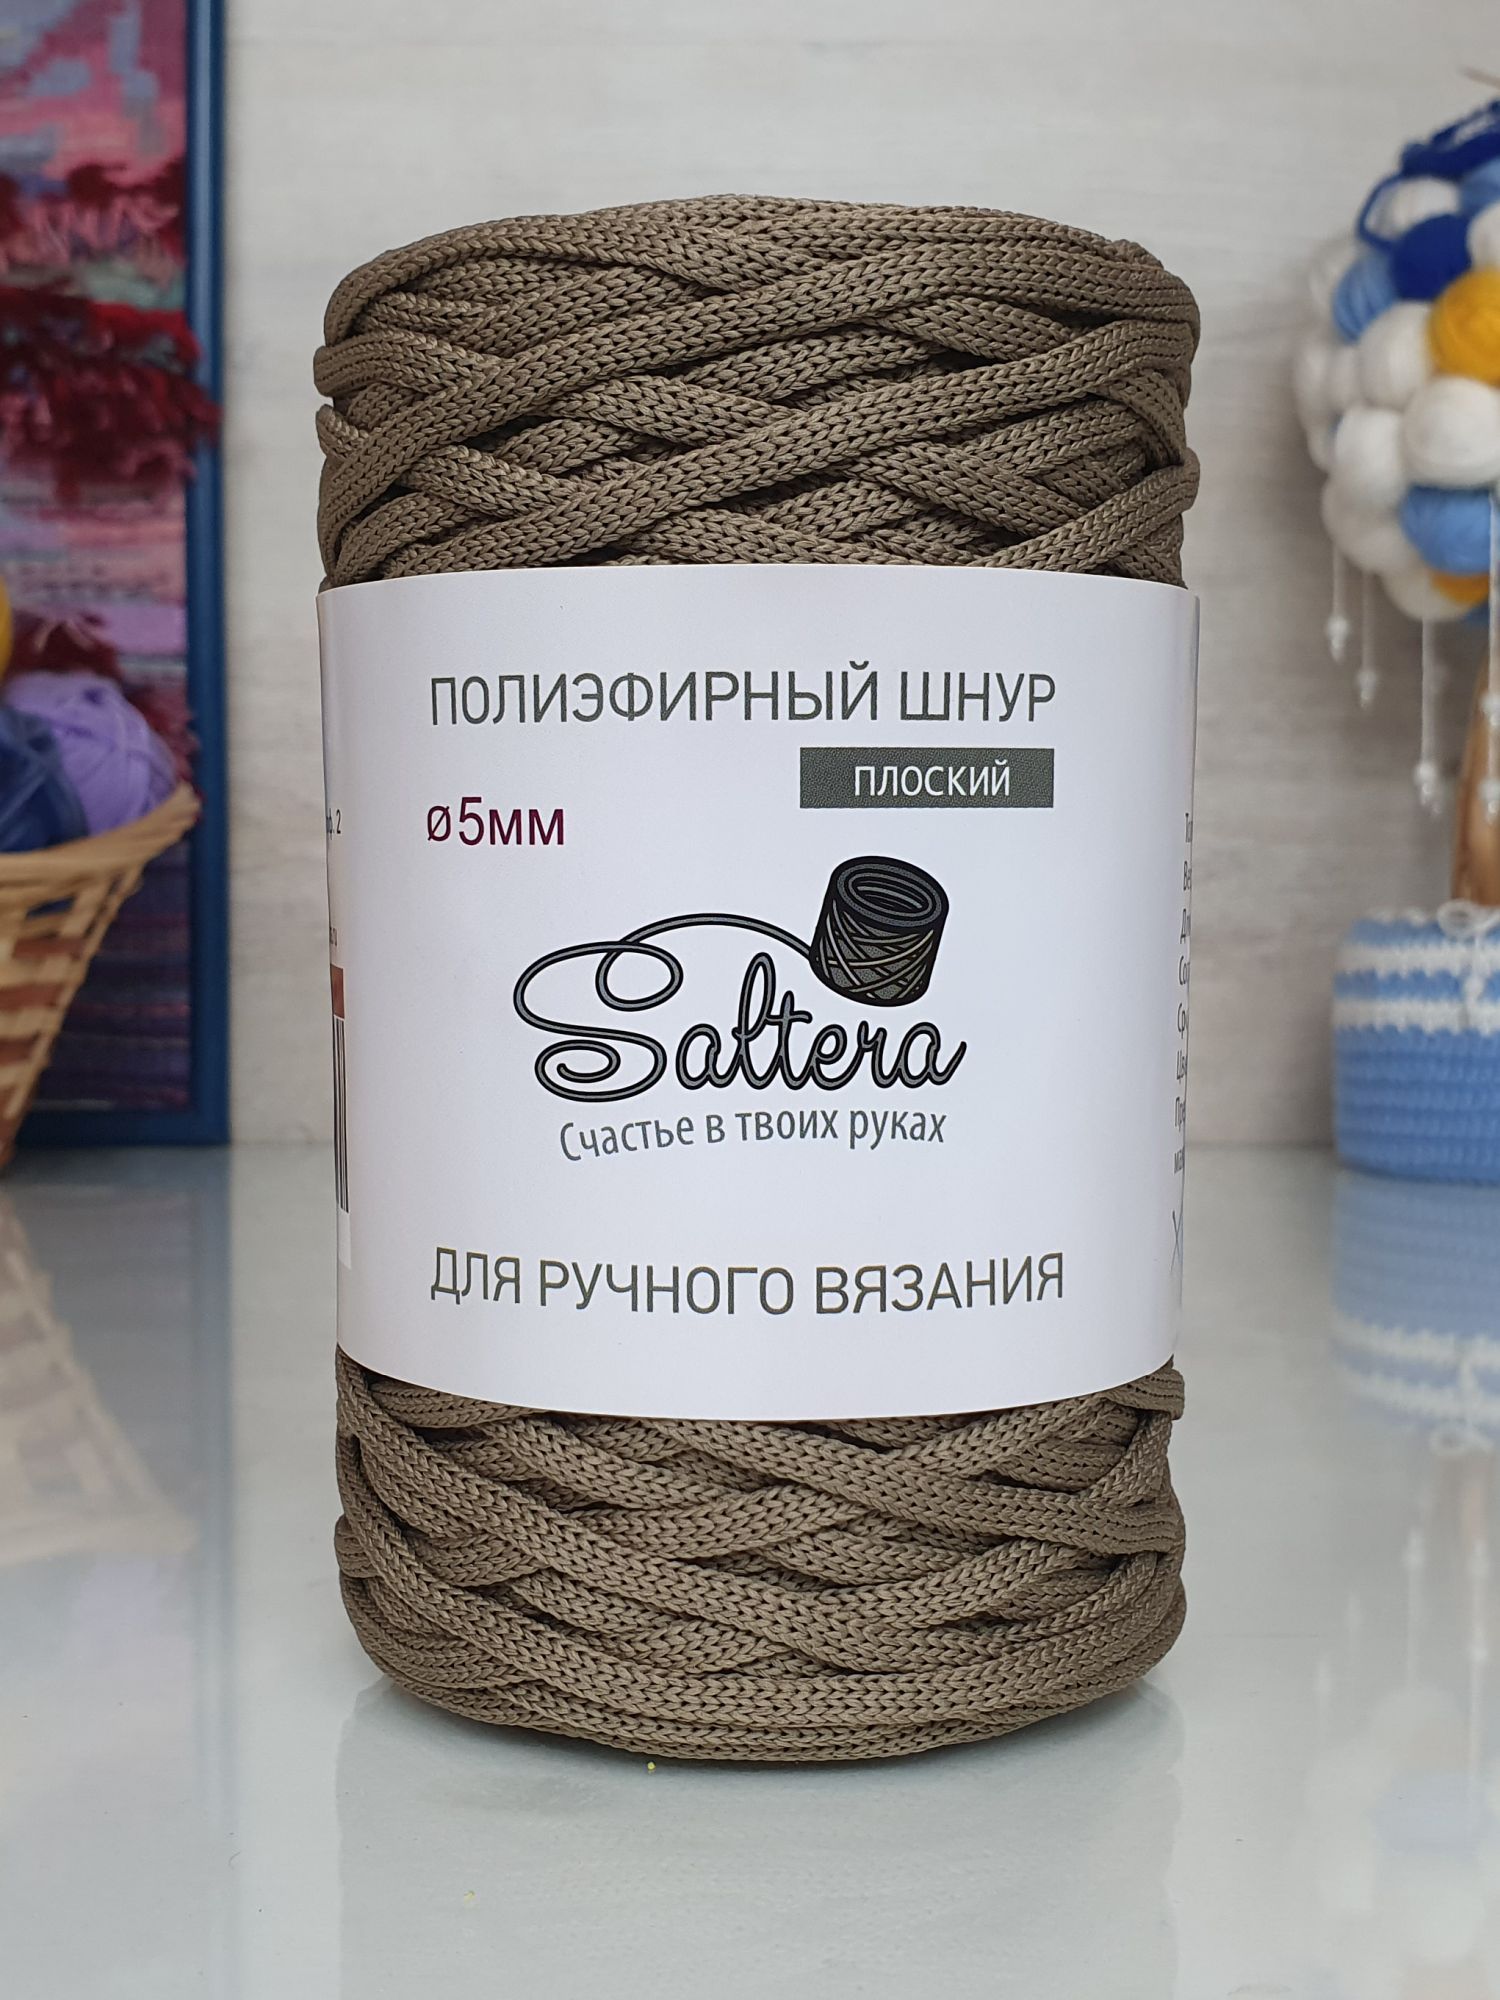 ПОЛИЭФИРНЫЙ ШНУР
ПЛОСКИЙ
ø5мм
Saltera
Счастье в твоих руках
ДЛЯ РУЧНОГО ВЯЗАНИЯ